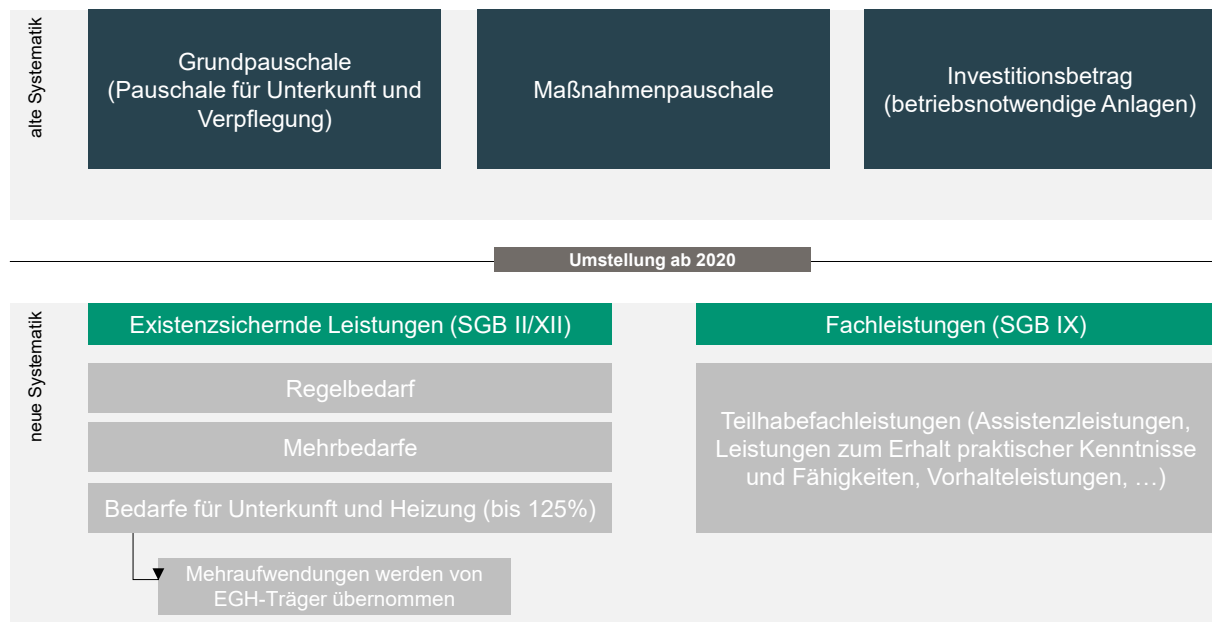 alte Systematik
Grundpauschale
(Pauschale für Unterkunft und
Verpflegung)
Maßnahmenpauschale
Investitionsbetrag
(betriebsnotwendige Anlagen)
Umstellung ab 2020
neue Systematik
Existenzsichernde Leistungen (SGB II/XII)
Regelbedarf
Mehrbedarfe
Bedarfe für Unterkunft und Heizung (bis 125%)
Mehraufwendungen werden von
EGH-Träger übernommen
Fachleistungen (SGB IX)
Teilhabefachleistungen (Assistenzleistungen,
Leistungen zum Erhalt praktischer Kenntnisse
und Fähigkeiten, Vorhalteleistungen, …)